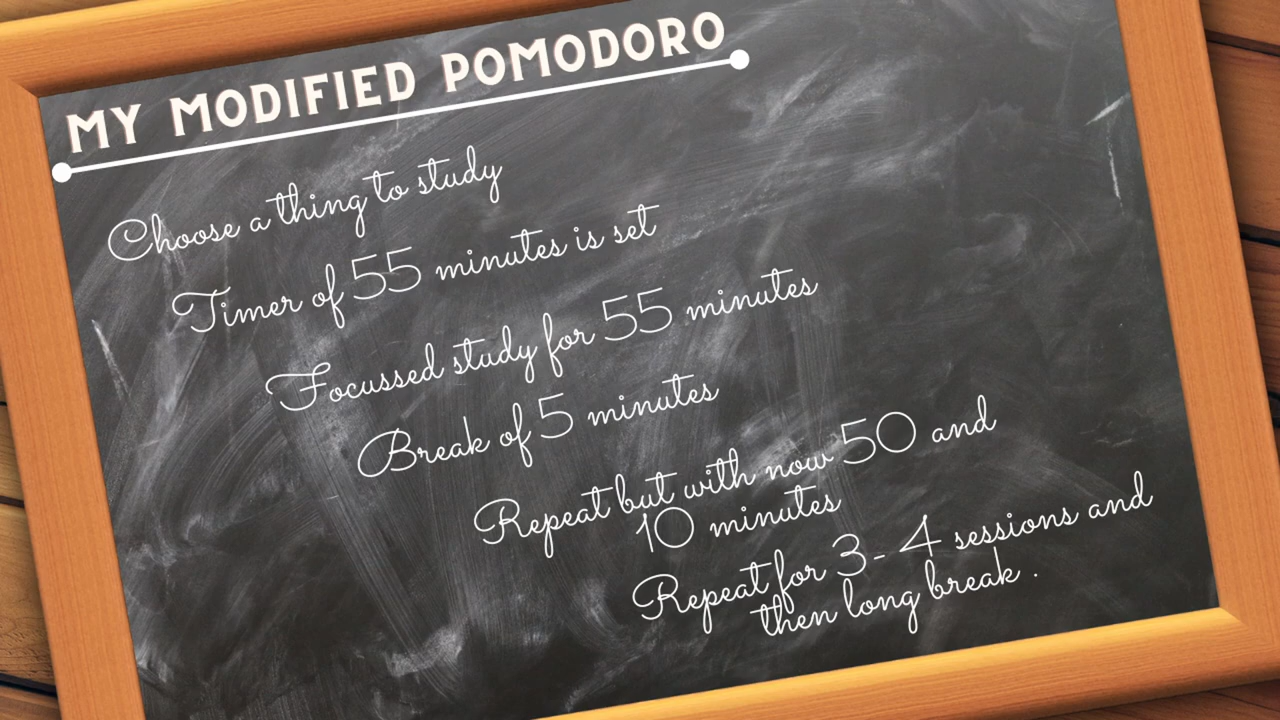 MY MODIFIED POMODORO
Choose a thing to study
Timer of 55 minutes is set
Focussed study for 55 minutes
Break of 5 minutes
Repeat but with now 50 and
10 minutes
Repeat for 3-4 sessions and
then long break .